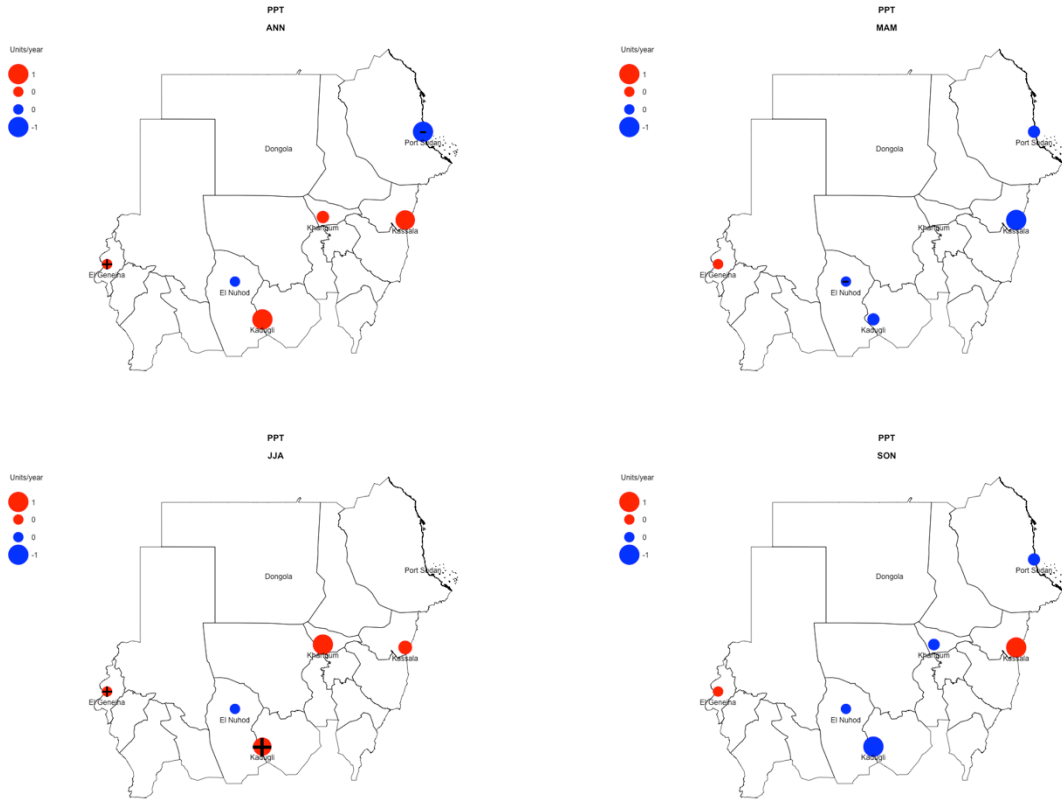 PPT
ANN
Units/year
1
0
0
-1
Dongola
Port Sudan
Khartoum
Kassala
El Geneina
El Nuhod
Kadugli
PPT
MAM
Units/year
1
0
0
-1
Dongola
Port Sudan
Khartoum
Kassala
El Geneina
El Nuhod
Kadugli
PPT
JJA
Units/year
1
0
0
-1
Dongola
Port Sudan
Khartoum
Kassala
El Geneina
El Nuhod
Kadugli
PPT
SON
Units/year
1
0
0
-1
Dongola
Port Sudan
Khartoum
Kassala
El Geneina
El Nuhod
Kadugli